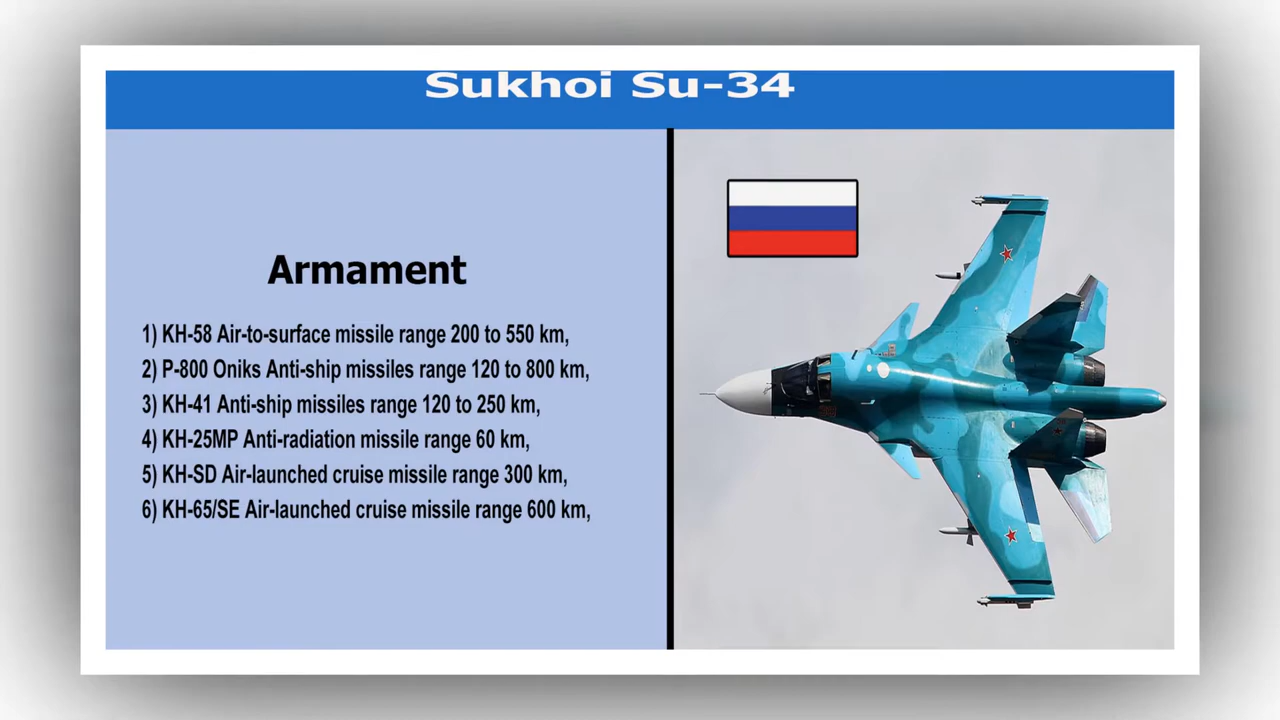 Sukhoi Su-34
Armament
1) KH-58 Air-to-surface missile range 200 to 550 km,
2) P-800 Oniks Anti-ship missiles range 120 to 800 km,
3) KH-41 Anti-ship missiles range 120 to 250 km,
4) KH-25MP Anti-radiation missile range 60 km,
5) KH-SD Air-launched cruise missile range 300 km,
6) KH-65/SE Air-launched cruise missile range 600 km,